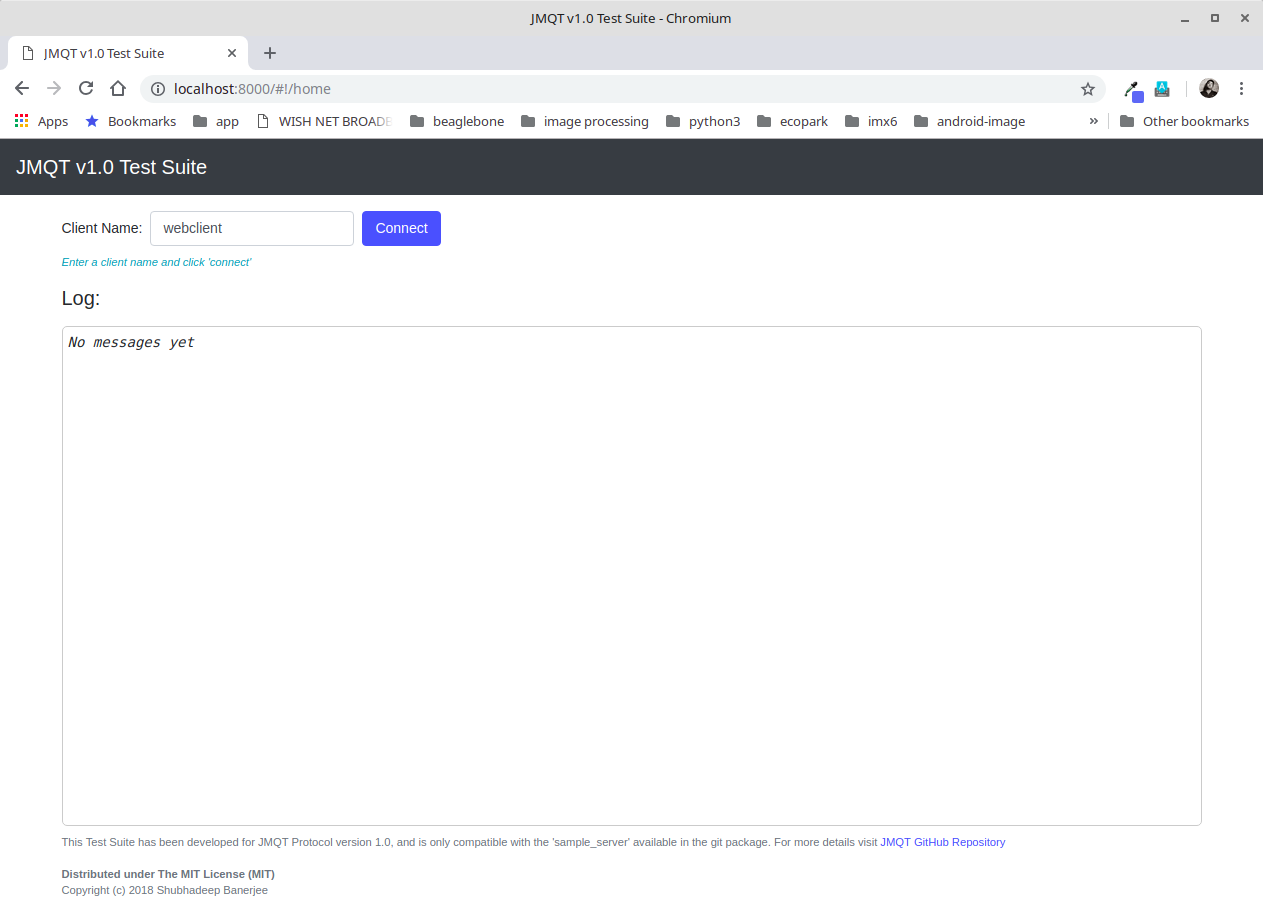 JMQT v1.0 Test Suite - Chromium
JMQT v1.0 Test Suite
localhost:8000/#!/home
Apps Bookmarks app WISH NET BROADB beaglebone image processing python3 ecopark imx6 android-image » Other bookmarks
JMQT v1.0 Test Suite
Client Name: webclient Connect
Enter a client name and click 'connect'
Log:
No messages yet
This Test Suite has been developed for JMQT Protocol version 1.0, and is only compatible with the 'sample_server' available in the git package. For more details visit JMQT GitHub Repository
Distributed under The MIT License (MIT)
Copyright (c) 2018 Shubhadeep Banerjee